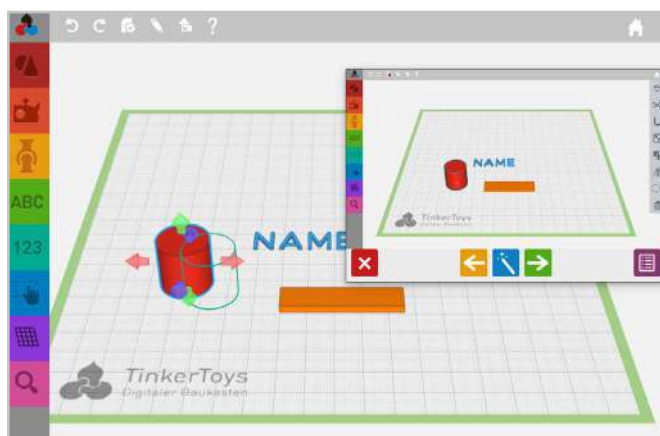 ABC
123
NAME
TinkerToys
Digitaler Baukasten
NAME
TinkerToys